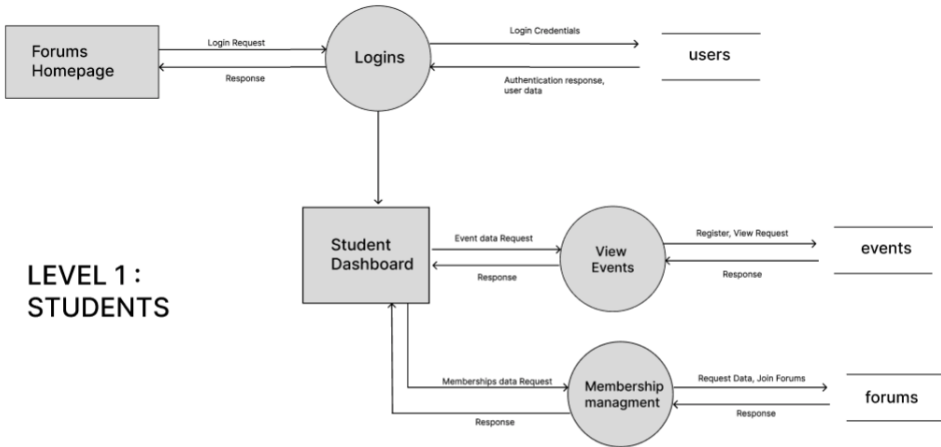 Forums
Homepage
Login Request
Response
Logins
Login Credentials
Authentication response,
user data
users
LEVEL 1 :
STUDENTS
Student
Dashboard
Event data Request
Response
View
Events
Register, View Request
Response
events
Memberships data Request
Response
Membership
managment
Request Data, Join Forums
Response
forums